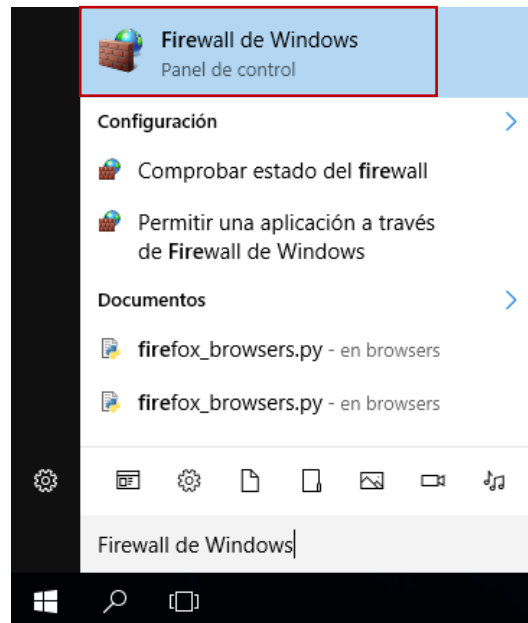 Firewall de Windows
Panel de control
Configuración
Comprobar estado del firewall
Permitir una aplicación a través
de Firewall de Windows
Documentos
firefox_browsers.py - en browsers
firefox_browsers.py - en browsers
Firewall de Windows